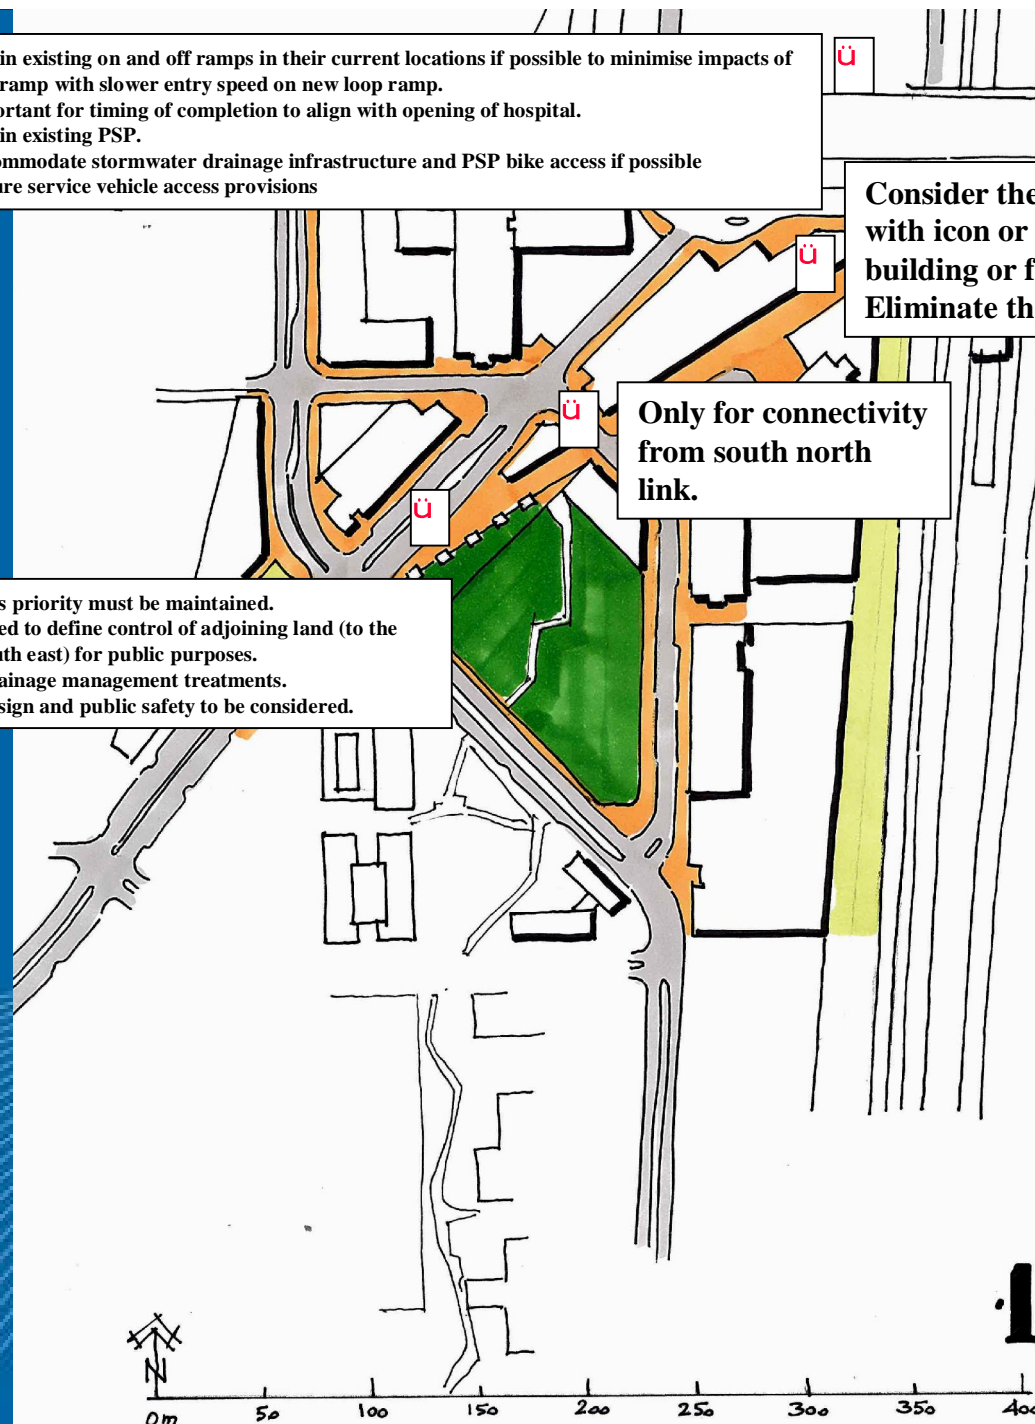 in existing on and off ramps in their current locations if possible to minimise impacts of
ramp with slower entry speed on new loop ramp.
ortant for timing of completion to align with opening of hospital.
in existing PSP.
ommodate stormwater drainage infrastructure and PSP bike access if possible
ure service vehicle access provisions
ü
Consider the
with icon or
building or f
Eliminate th
ü
ü
Only for connectivity
from south north
link.
ü
s priority must be maintained.
ed to define control of adjoining land (to the
uth east) for public purposes.
ainage management treatments.
sign and public safety to be considered.
N
0m 50 100 150 200 250 300 350 400